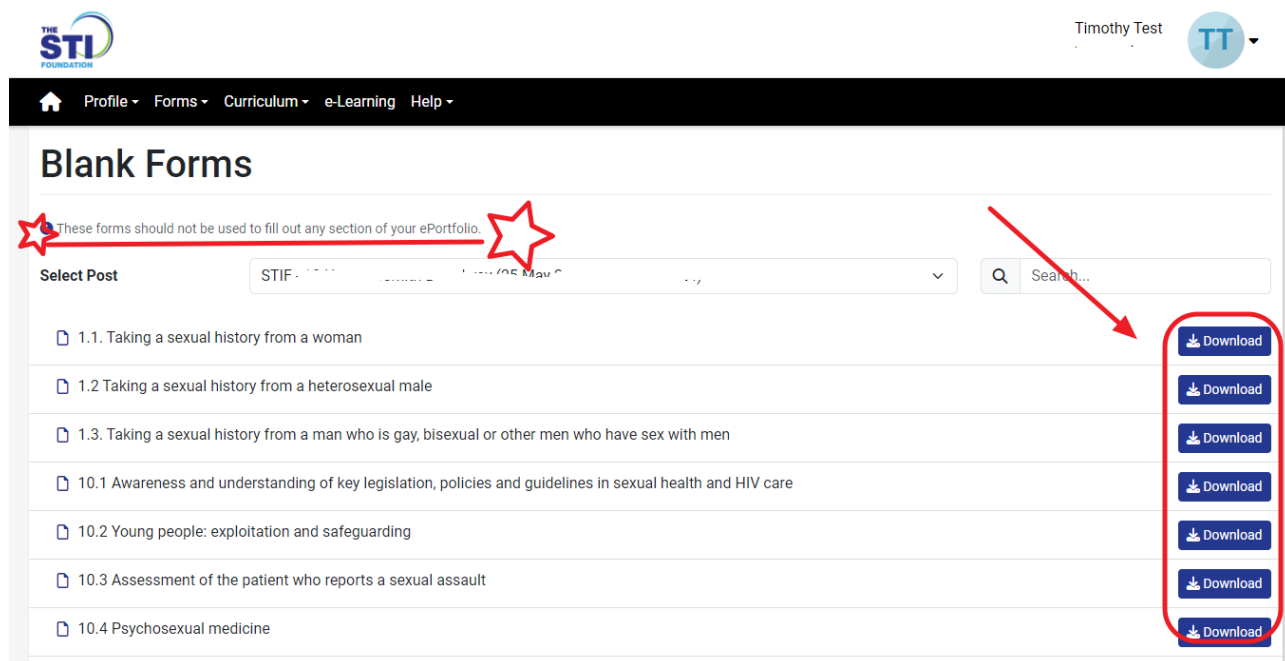 THE
STI
FOUNDATION
Timothy Test
TT
Profile Forms Curriculum e-Learning Help
Blank Forms
These forms should not be used to fill out any section of your ePortfolio.
Select Post STIF - (25 May Search...
1.1. Taking a sexual history from a woman Download
1.2 Taking a sexual history from a heterosexual male Download
1.3. Taking a sexual history from a man who is gay, bisexual or other men who have sex with men Download
10.1 Awareness and understanding of key legislation, policies and guidelines in sexual health and HIV care Download
10.2 Young people: exploitation and safeguarding Download
10.3 Assessment of the patient who reports a sexual assault Download
10.4 Psychosexual medicine Download